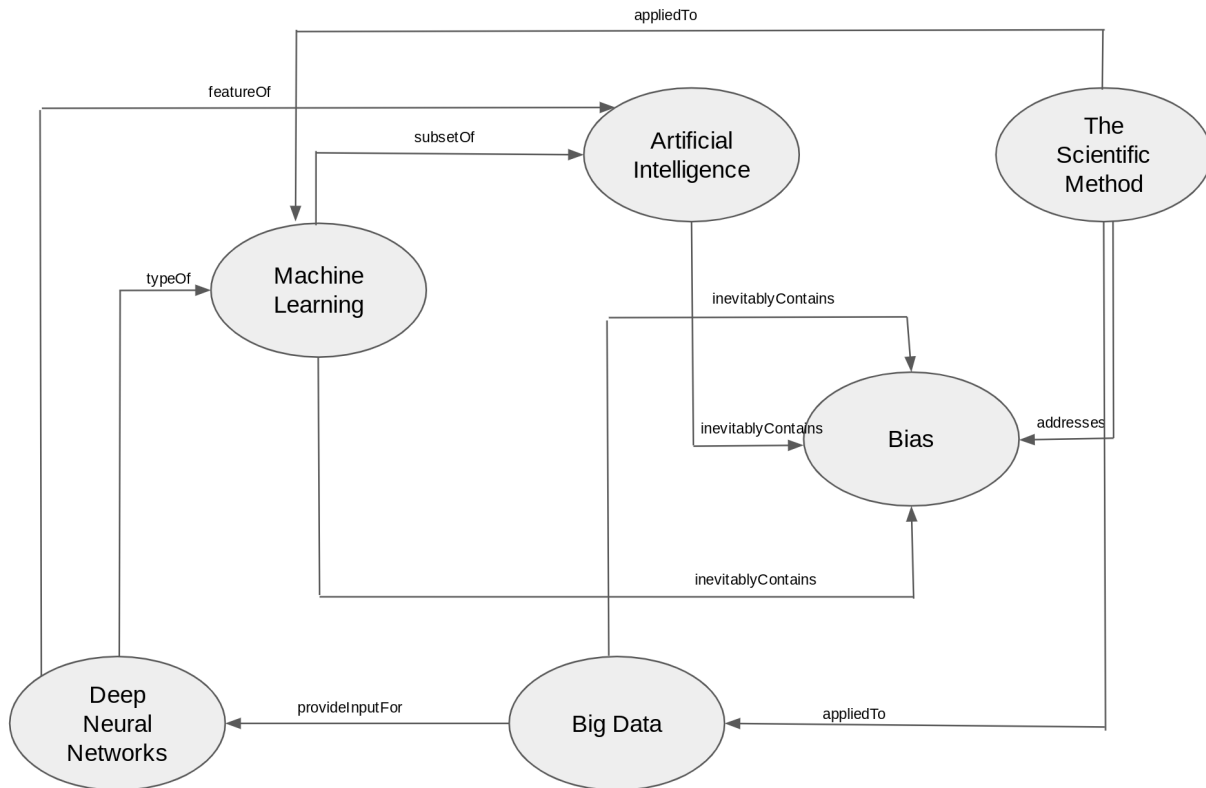 appliedTo
featureOf
subsetOf
Artificial
Intelligence
The
Scientific
Method
typeOf
Machine
Learning
inevitablyContains
inevitablyContains
addresses
Bias
inevitablyContains
Deep
Neural
Networks
provideInputFor
Big Data
appliedTo